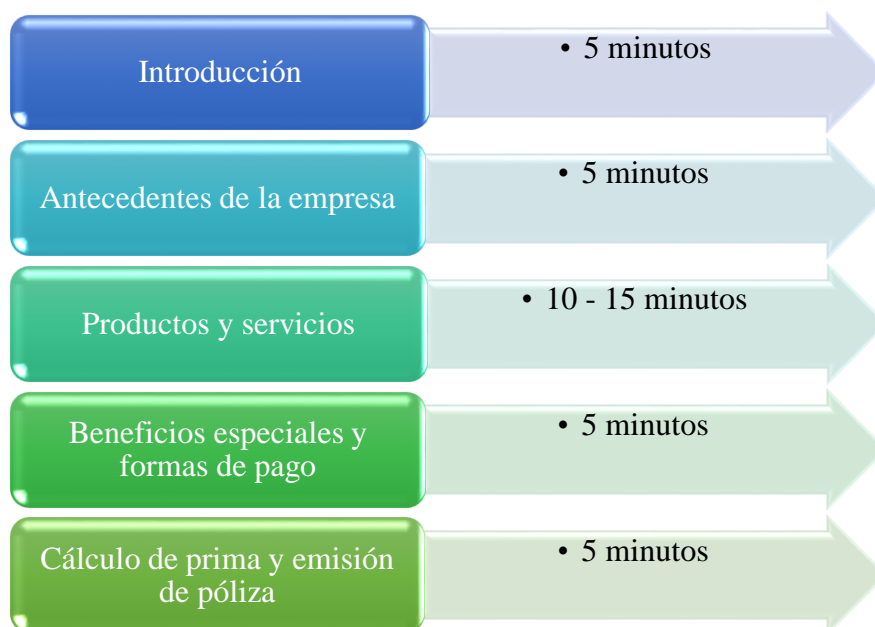 Introducción
• 5 minutos
Antecedentes de la empresa
• 5 minutos
Productos y servicios
• 10 - 15 minutos
Beneficios especiales y
formas de pago
• 5 minutos
Cálculo de prima y emisión
de póliza
• 5 minutos